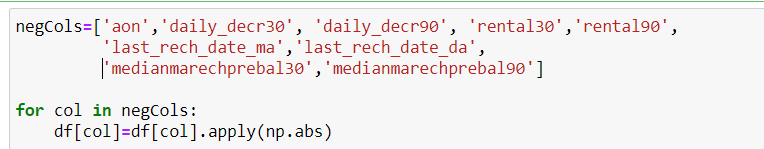 negCols=['aon','daily_decr30', 'daily_decr90', 'rental30','rental90',
'last_rech_date_ma','last_rech_date_da',
'medianmarechprebal30','medianmarechprebal90']
for col in negCols:
df[col]=df[col].apply(np.abs)